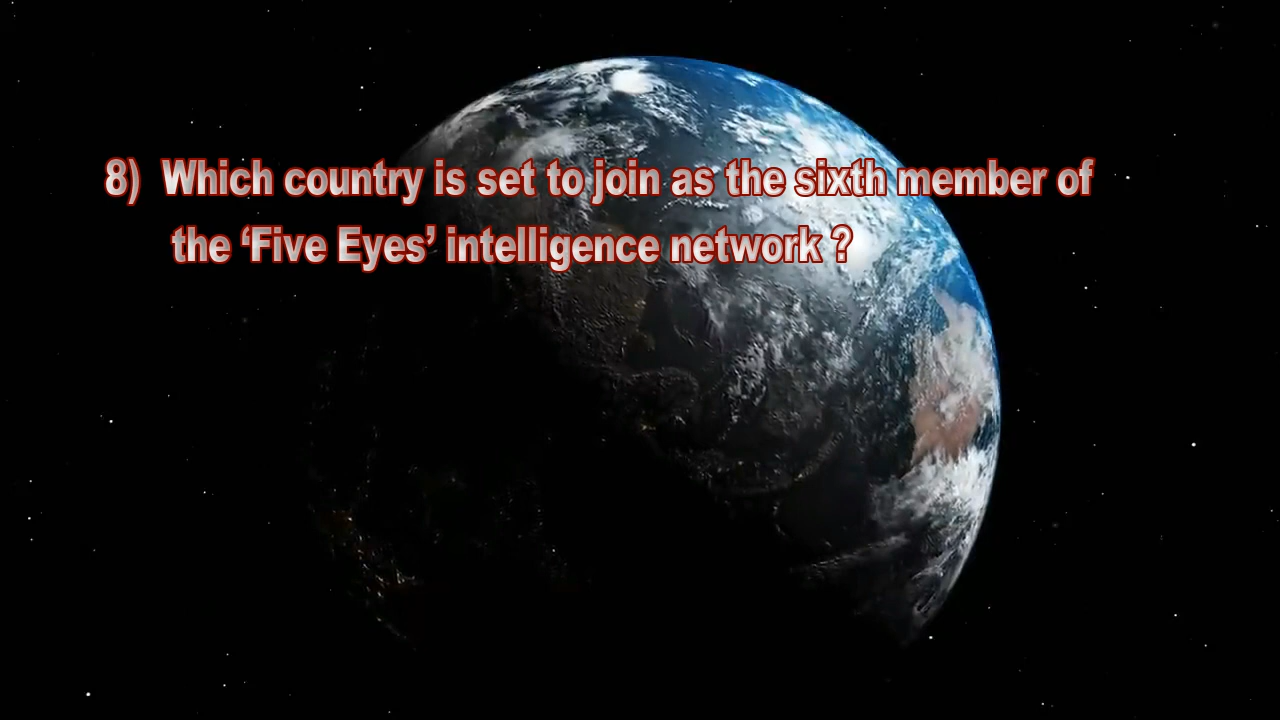 8) Which country is set to join as the sixth member of
the ‘Five Eyes’ intelligence network ?